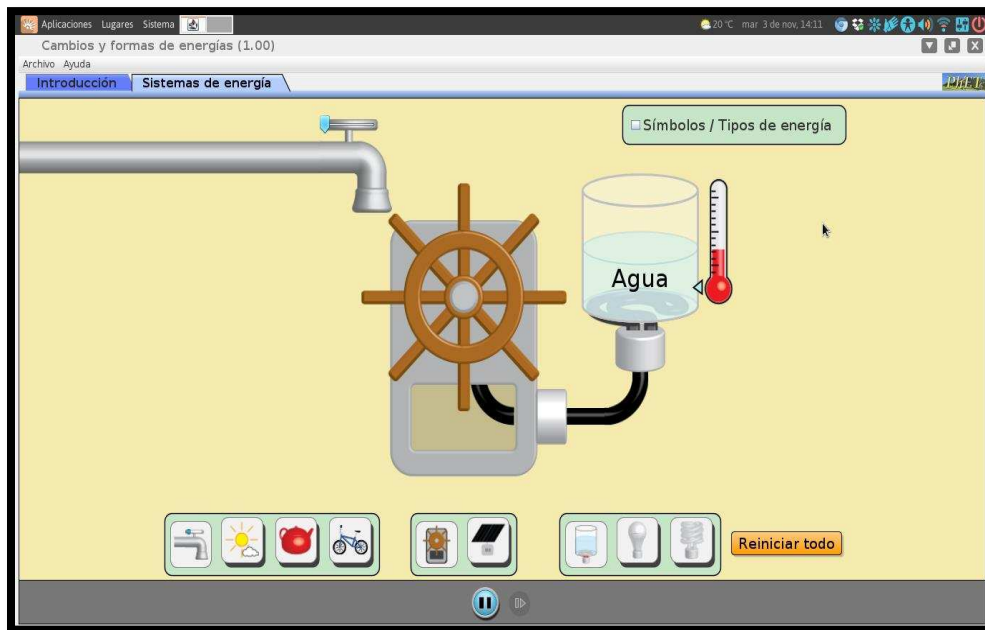 Aplicaciones Lugares Sistema 20 °C mar 3 de nov, 14:11
Cambios y formas de energías (1.00)
Archivo Ayuda
Introducción Sistemas de energía PhET
Símbolos / Tipos de energía
Agua
Reiniciar todo